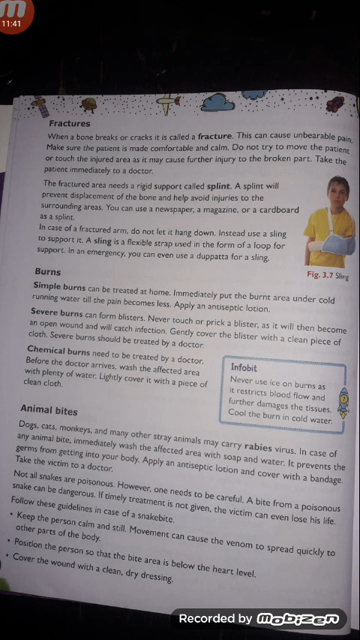 11:41
Fractures
When a bone breaks or cracks it is called a fracture. This can cause unbearable pain.
Make sure the patient is made comfortable and calm. Do not try to move the patient
or touch the injured area as it may cause further injury to the broken part. Take the
patient immediately to a doctor.
The fractured area needs a rigid support called splint. A splint will
prevent displacement of the bone and help avoid injuries to the
surrounding areas. You can use a newspaper, a magazine, or a cardboard
as a splint.
In case of a fractured arm, do not let it hang down. Instead use a sling
to support it. A sling is a flexible strap used in the form of a loop for
support. In an emergency, you can even use a duppatta for a sling.
Fig. 3.7 Sling
Burns
Simple burns can be treated at home. Immediately put the burnt area under cold
running water till the pain becomes less. Apply an antiseptic lotion.
Severe burns can form blisters. Never touch or prick a blister, as it will then become
an open wound and will catch infection. Gently cover the blister with a clean piece of
cloth. Severe burns should be treated by a doctor.
Chemical burns need to be treated by a doctor.
Before the doctor arrives, wash the affected area
with plenty of water. Lightly cover it with a piece of
clean cloth.
Infobit
Never use ice on burns as
it restricts blood flow and
further damages the tissues.
Cool the burn in cold water.
Animal bites
Dogs, cats, monkeys, and many other stray animals may carry rabies virus. In case of
any animal bite, immediately wash the affected area with soap and water. It prevents the
germs from getting into your body. Apply an antiseptic lotion and cover with a bandage.
Take the victim to a doctor.
Not all snakes are poisonous. However, one needs to be careful. A bite from a poisonous
snake can be dangerous. If timely treatment is not given, the victim can even lose his life.
Follow these guidelines in case of a snakebite.
• Keep the person calm and still. Movement can cause the venom to spread quickly to
other parts of the body.
• Position the person so that the bite area is below the heart level.
• Cover the wound with a clean, dry dressing.
Recorded by mobizen